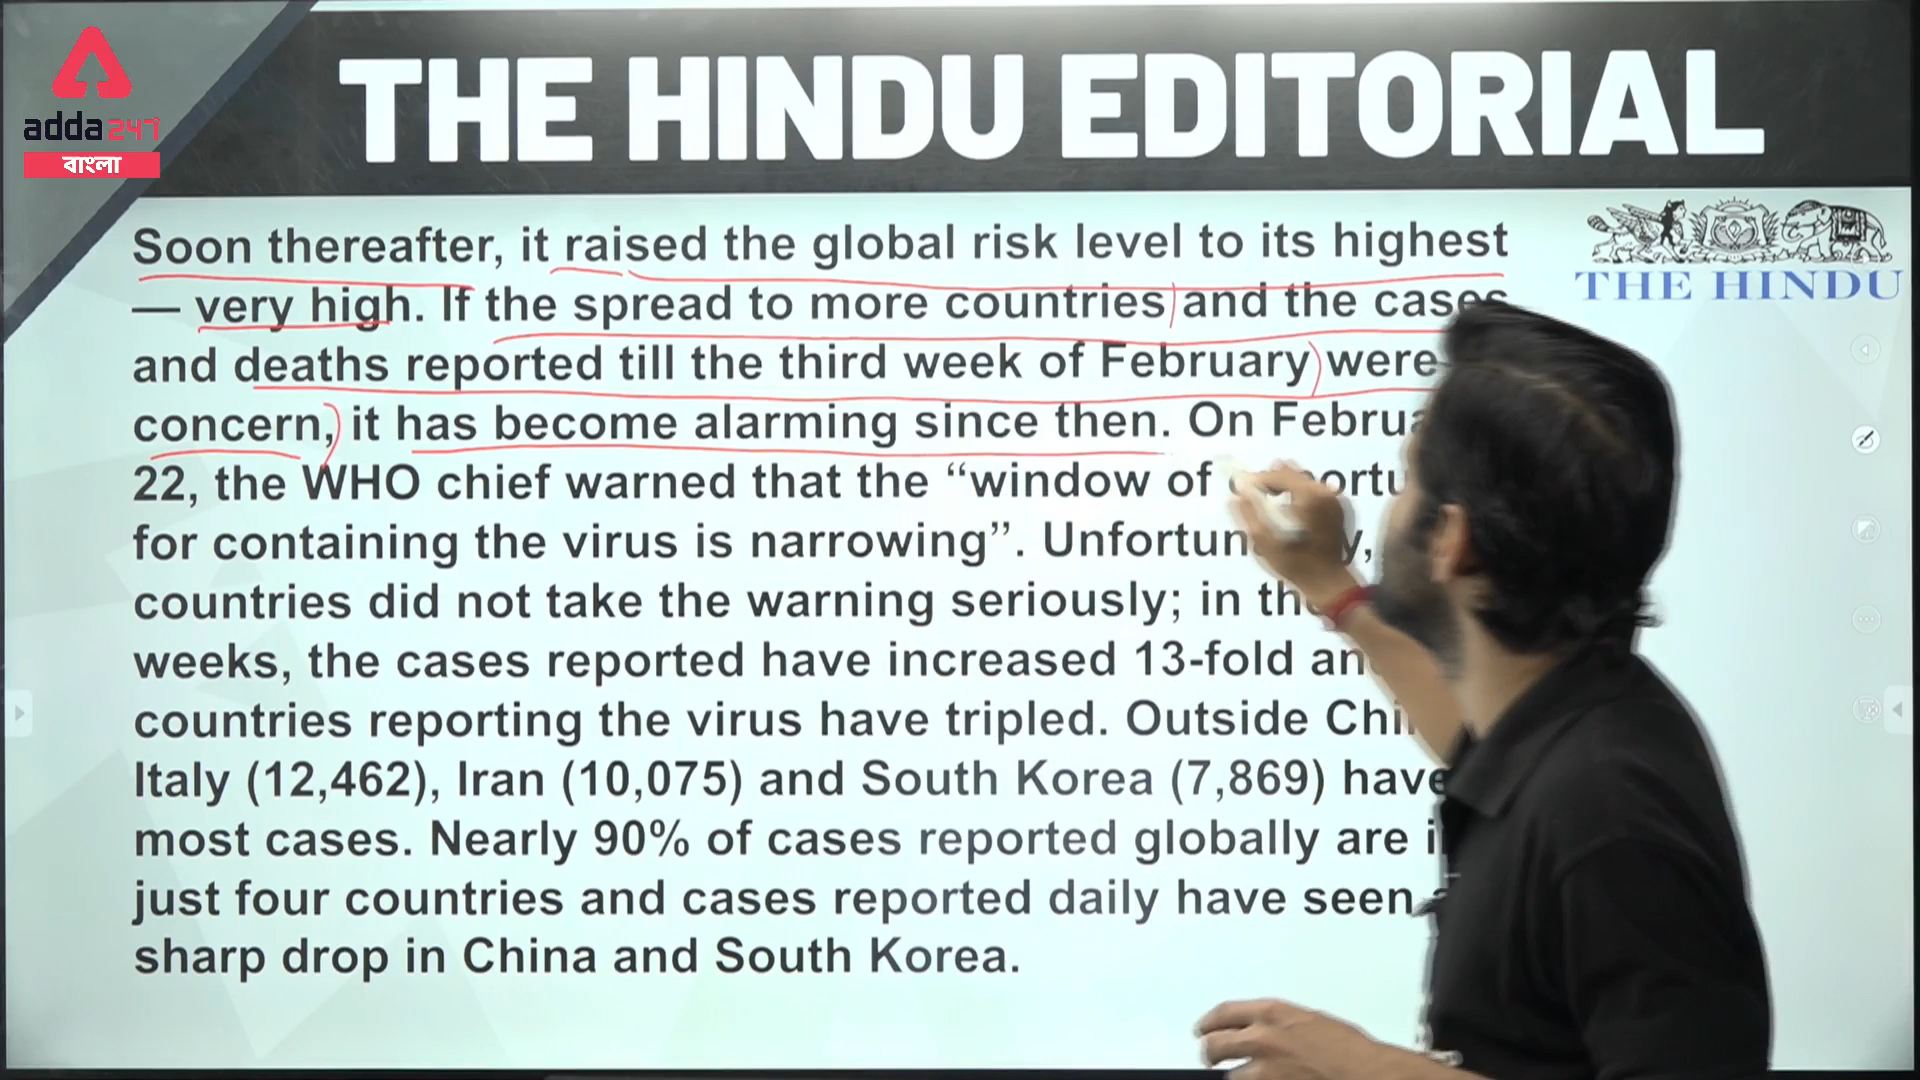 adda247
বাংলা
THE HINDU EDITORIAL
THE HINDU
Soon thereafter, it raised the global risk level to its highest
— very high. If the spread to more countries and the cases
and deaths reported till the third week of February were
concern, it has become alarming since then. On
22, the WHO chief warned that the “window of
for containing the virus is narrowing”.
countries did not take the warning seriously; in
weeks, the cases reported have increased 13-fold
countries reporting the virus have tripled. Outside
Italy (12,462), Iran (10,075) and South Korea (7,869) have
most cases. Nearly 90% of cases reported globally are
just four countries and cases reported daily have seen
sharp drop in China and South Korea.